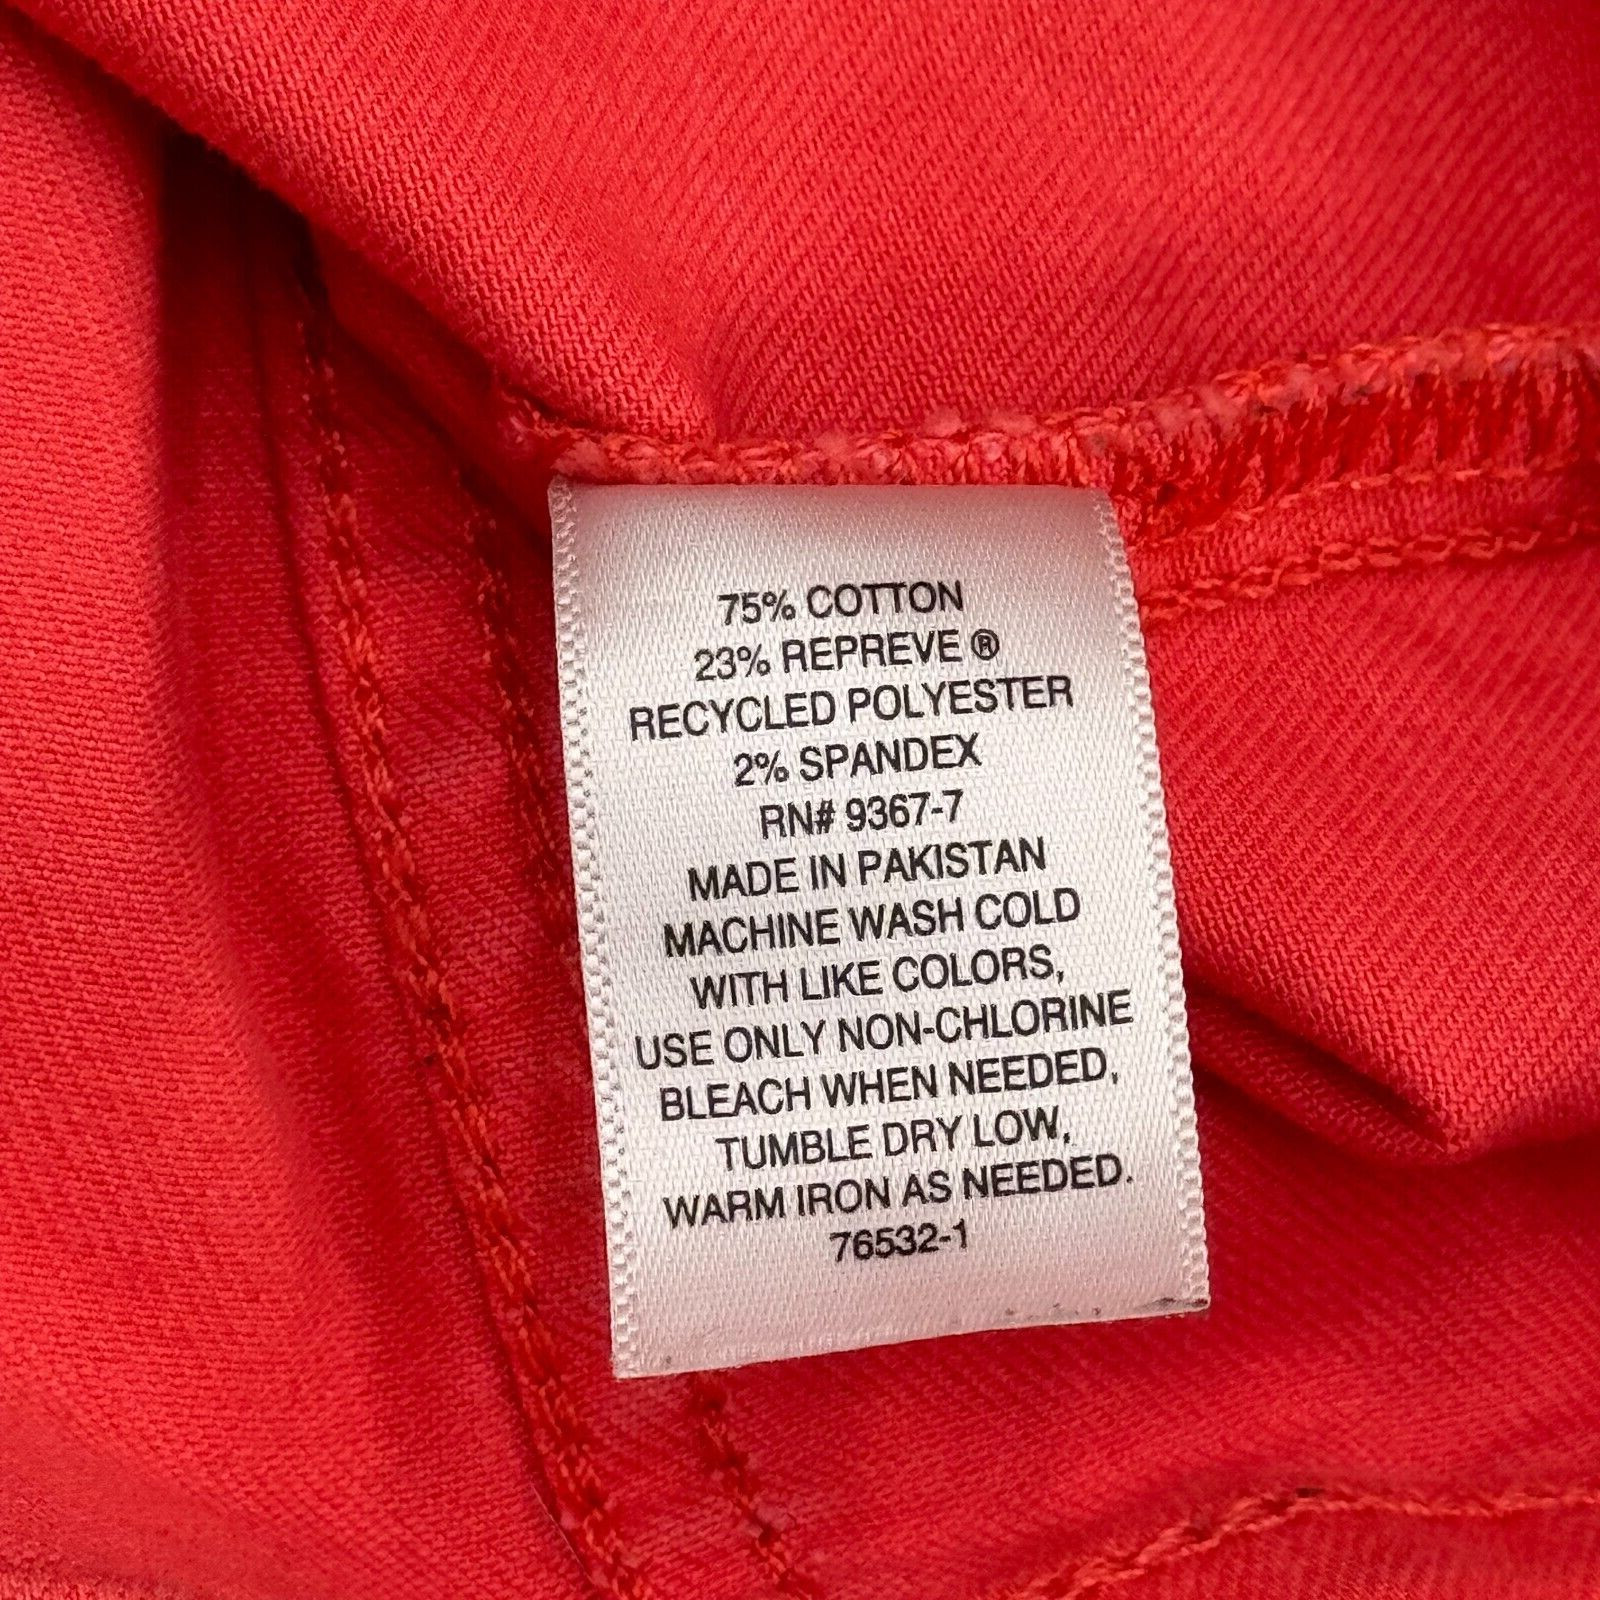 75% COTTON
23% REPREVE ®
RECYCLED POLYESTER
2% SPANDEX
RN# 9367-7
MADE IN PAKISTAN
MACHINE WASH COLD
WITH LIKE COLORS,
USE ONLY NON-CHLORINE
BLEACH WHEN NEEDED,
TUMBLE DRY LOW,
WARM IRON AS NEEDED.
76532-1